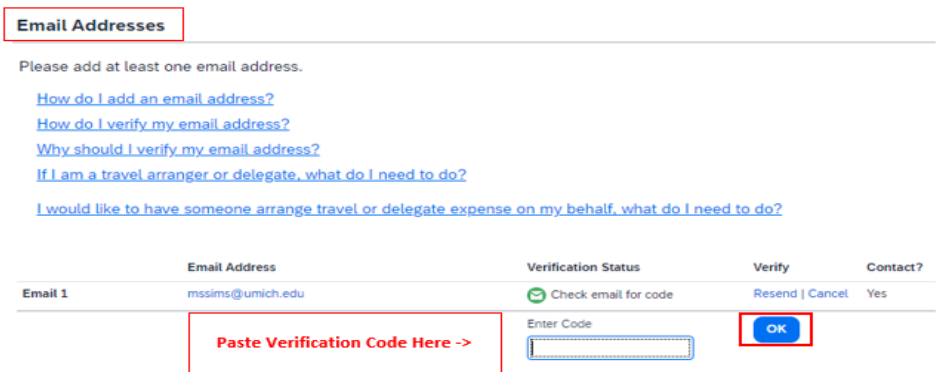 Email Addresses
Please add at least one email address.
How do I add an email address?
How do I verify my email address?
Why should I verify my email address?
If I am a travel arranger or delegate, what do I need to do?
I would like to have someone arrange travel or delegate expense on my behalf, what do I need to do?
Email Address Verification Status Verify Contact?
Email 1 mssims@umich.edu Check email for code Resend | Cancel Yes
Enter Code
Paste Verification Code Here -> OK